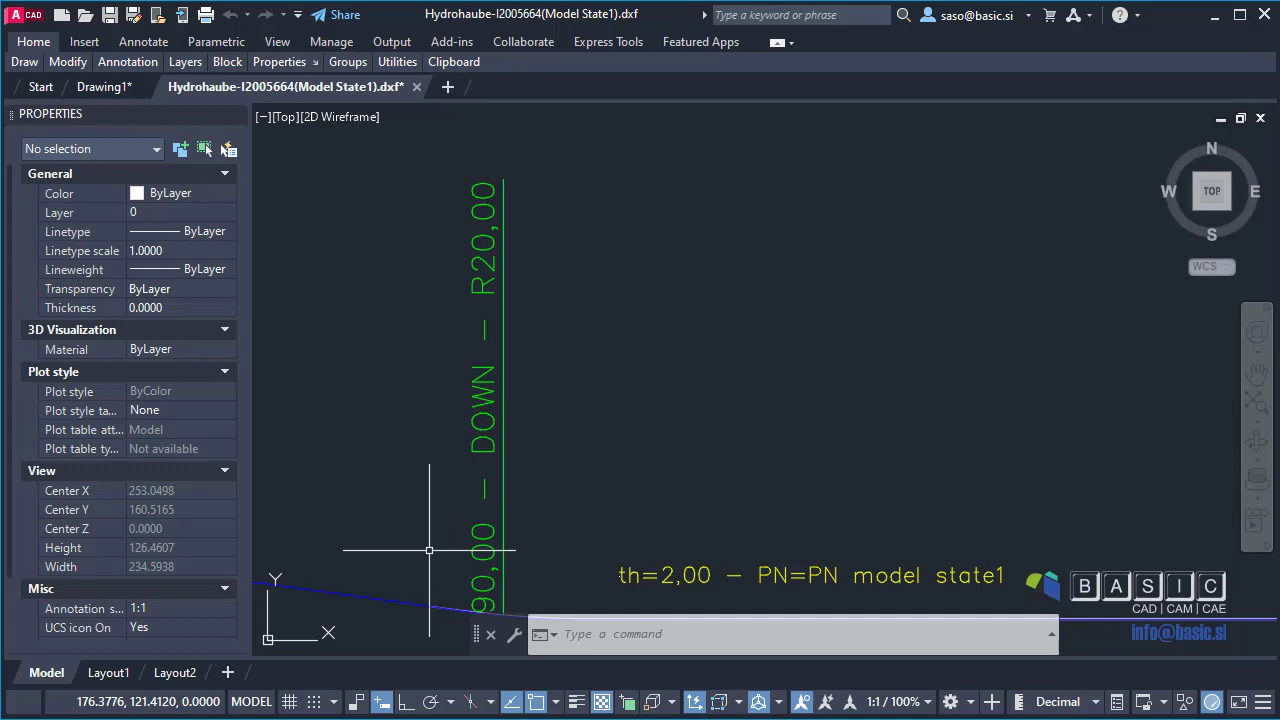 A CAD
Share
Hydrohaube-I2005664(Model State1).dxf
Type a keyword or phrase
saso@basic.si
Home Insert Annotate Parametric View Manage Output Add-ins Collaborate Express Tools Featured Apps
Draw Modify Annotation Layers Block Properties Groups Utilities Clipboard
Start Drawing1* Hydrohaube-I2005664(Model State1).dxf*
PROPERTIES
[−][Top][2D Wireframe]
No selection
General
Color ByLayer
Layer 0
Linetype ByLayer
Linetype scale 1.0000
Lineweight ByLayer
Transparency ByLayer
Thickness 0.0000
3D Visualization
Material ByLayer
Plot style
Plot style ByColor
Plot style ta... None
Plot table att... Model
Plot table ty... Not available
View
Center X 253.0498
Center Y 160.5165
Center Z 0.0000
Height 126.4607
Width 234.5938
Misc
Annotation s... 1:1
UCS icon On Yes
90,00 — DOWN — R20,00
N
W TOP E
S
WCS
th=2,00 — PN=PN model state1
BASIC
CAD | CAM | CAE
info@basic.si
Y
X
Type a command
Model Layout1 Layout2
176.3776, 121.4120, 0.0000 MODEL 1:1 / 100% Decimal